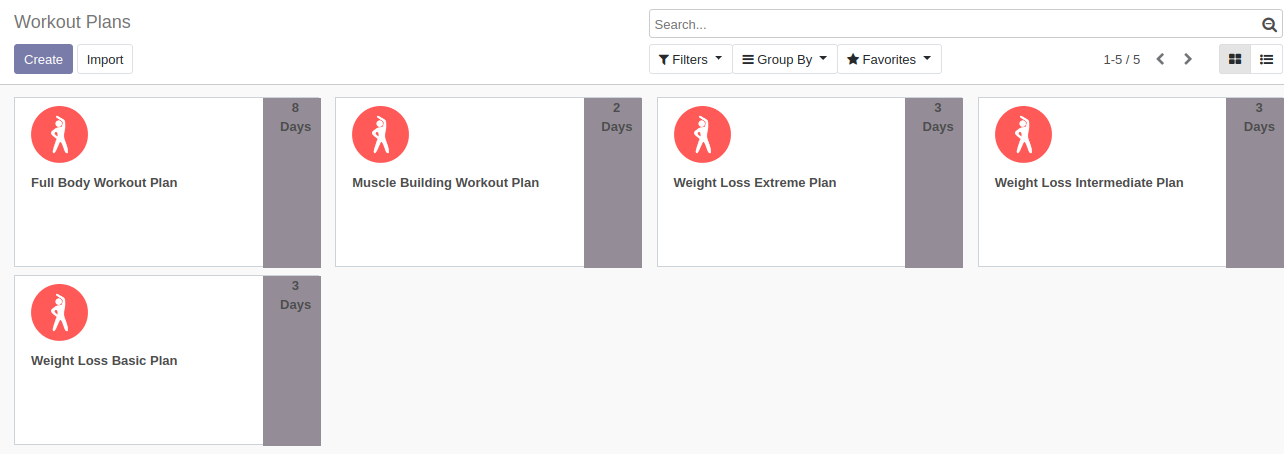 Workout Plans
Search...
Create Import
Filters Group By Favorites 1-5 / 5
8
Days
Full Body Workout Plan
2
Days
Muscle Building Workout Plan
3
Days
Weight Loss Extreme Plan
3
Days
Weight Loss Intermediate Plan
3
Days
Weight Loss Basic Plan